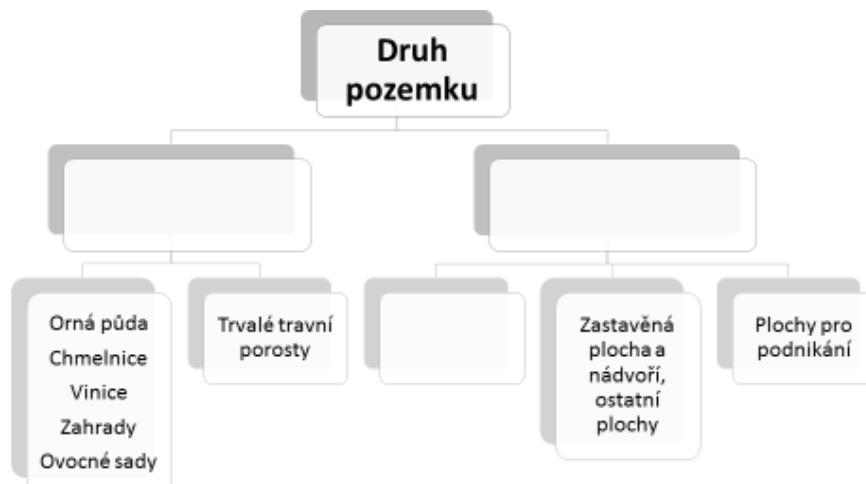 Druh
pozemku
Orná půda
Chmelnice
Vinice
Zahrady
Ovocné sady
Trvalé travní
porosty
Zastavěná
plocha a
nádvoří,
ostatní
plochy
Plochy pro
podnikání